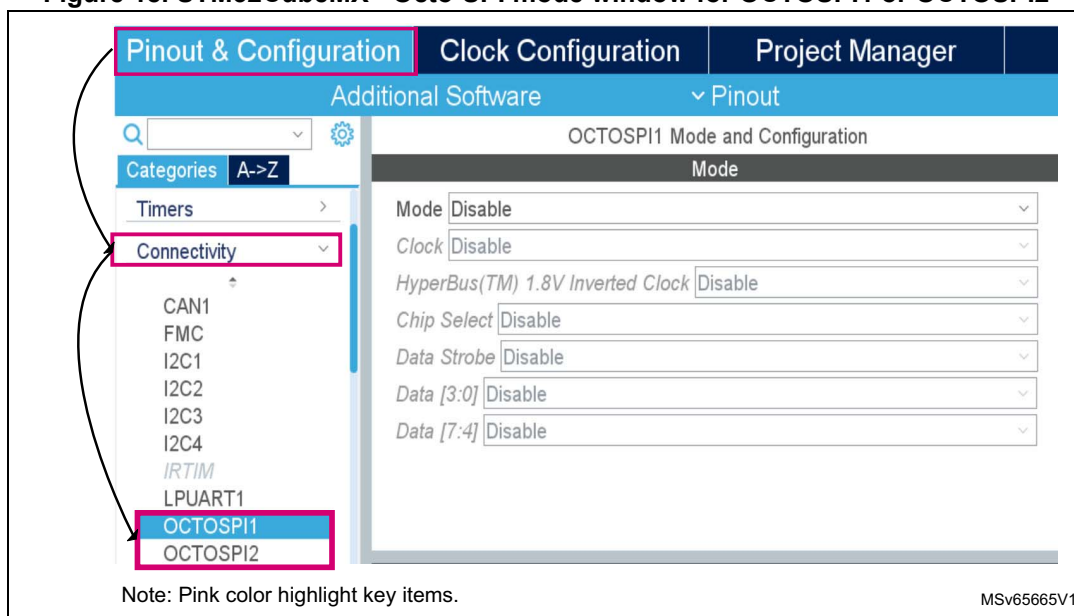 Pinout & Configuration Clock Configuration Project Manager
Additional Software Pinout
OCTOSPI1 Mode and Configuration
Categories A->Z
Mode
Timers
Connectivity
CAN1
FMC
I2C1
I2C2
I2C3
I2C4
IRTIM
LPUART1
OCTOSPI1
OCTOSPI2
Mode Disable
Clock Disable
HyperBus(TM) 1.8V Inverted Clock Disable
Chip Select Disable
Data Strobe Disable
Data [3:0] Disable
Data [7:4] Disable
Note: Pink color highlight key items.
MSv65665V1